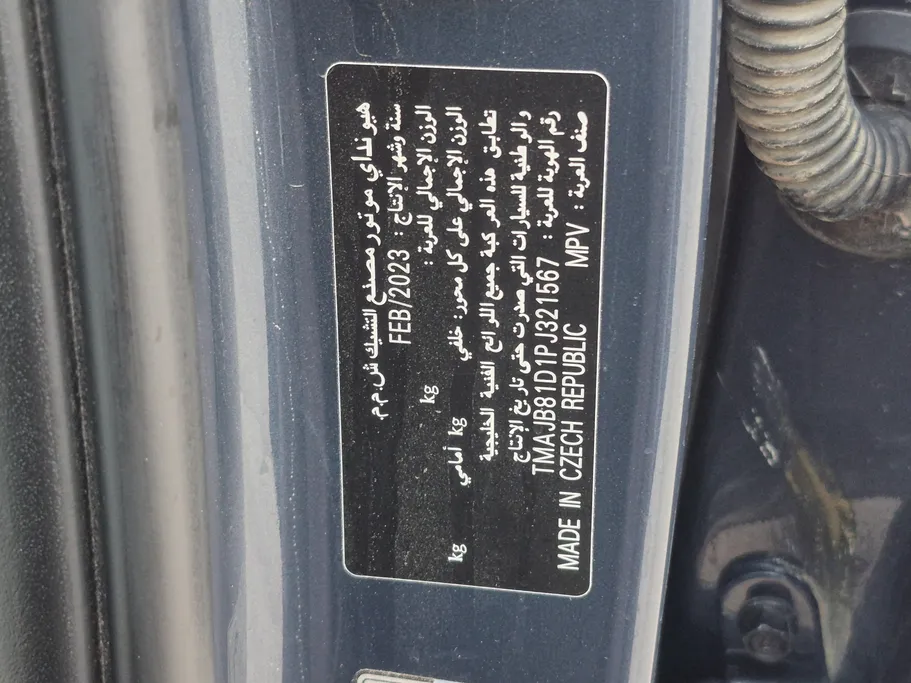 هيونداي موتور مصنع التشيك ش.م.م.
سنة وشهر الإنتاج : FEB/2023
الوزن الإجمالي للعربة : kg
الوزن الإجمالي على كل محور: خلفي kg أمامي kg
تطابق هذه المركبة جميع اللوائح الفنية الخليجية
والوطنية للسيارات التي صدرت حتى تاريخ الإنتاج
رقم الهوية للعربة : TMAJB81D1PJ321567
صنف العربة : MPV MADE IN CZECH REPUBLIC